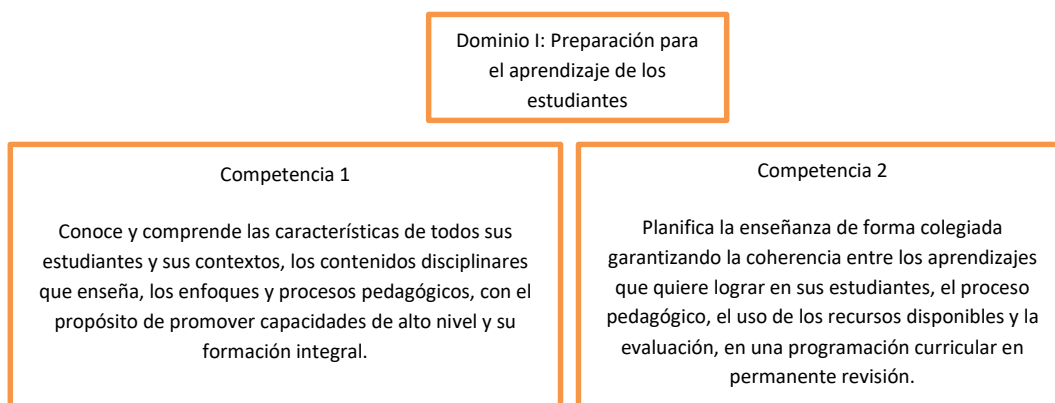 Dominio I: Preparación para
el aprendizaje de los
estudiantes
Competencia 1
Conoce y comprende las características de todos sus
estudiantes y sus contextos, los contenidos disciplinares
que enseña, los enfoques y procesos pedagógicos, con el
propósito de promover capacidades de alto nivel y su
formación integral.
Competencia 2
Planifica la enseñanza de forma colegiada
garantizando la coherencia entre los aprendizajes
que quiere lograr en sus estudiantes, el proceso
pedagógico, el uso de los recursos disponibles y la
evaluación, en una programación curricular en
permanente revisión.